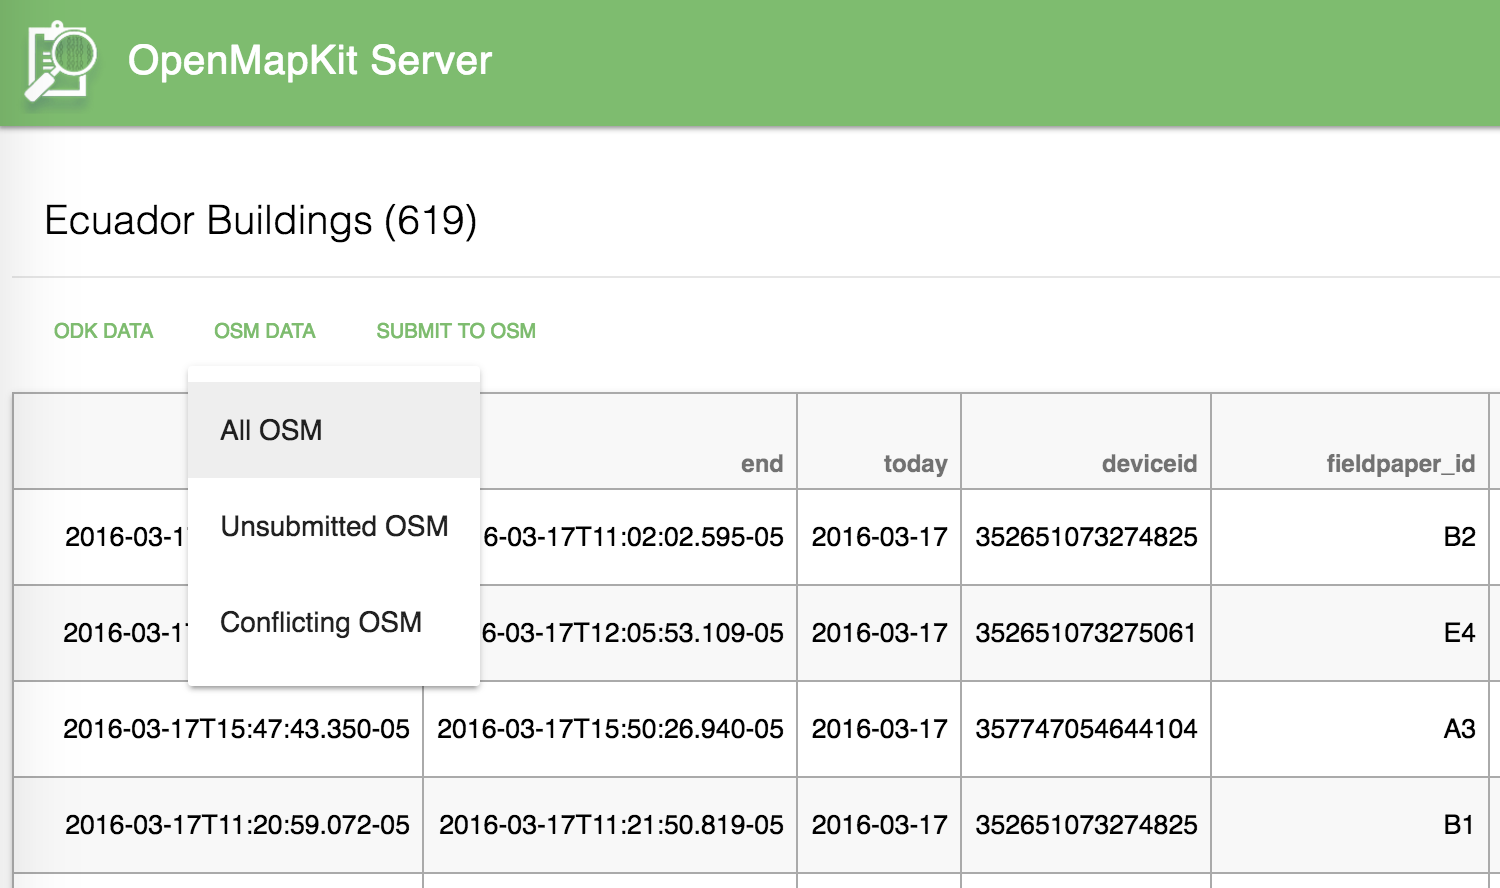 OpenMapKit Server
Ecuador Buildings (619)
ODK DATA OSM DATA SUBMIT TO OSM
All OSM
Unsubmitted OSM
Conflicting OSM
end today deviceid fieldpaper_id
2016-03-1 6-03-17T11:02:02.595-05 2016-03-17 352651073274825 B2
2016-03-1 6-03-17T12:05:53.109-05 2016-03-17 352651073275061 E4
2016-03-17T15:47:43.350-05 2016-03-17T15:50:26.940-05 2016-03-17 357747054644104 A3
2016-03-17T11:20:59.072-05 2016-03-17T11:21:50.819-05 2016-03-17 352651073274825 B1